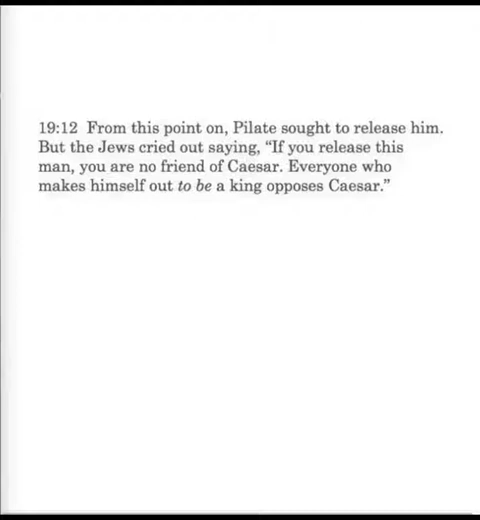 19:12 From this point on, Pilate sought to release him.
But the Jews cried out saying, “If you release this
man, you are no friend of Caesar. Everyone who
makes himself out to be a king opposes Caesar.”